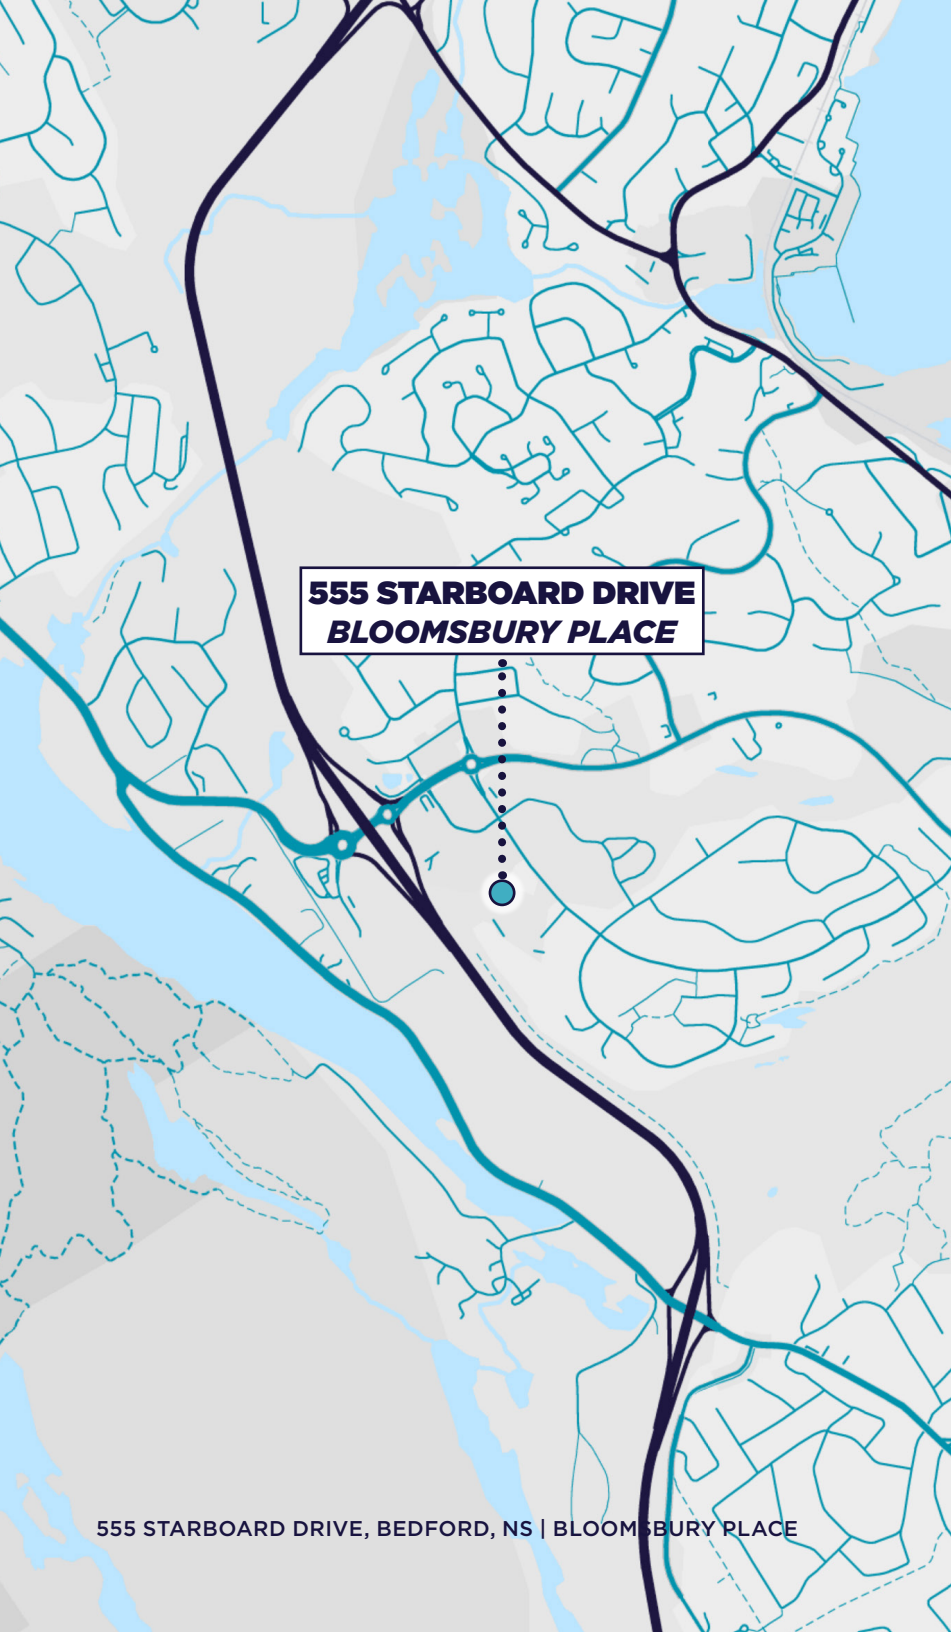 555 STARBOARD DRIVE
BLOOMSBURY PLACE
555 STARBOARD DRIVE, BEDFORD, NS | BLOOMSBURY PLACE